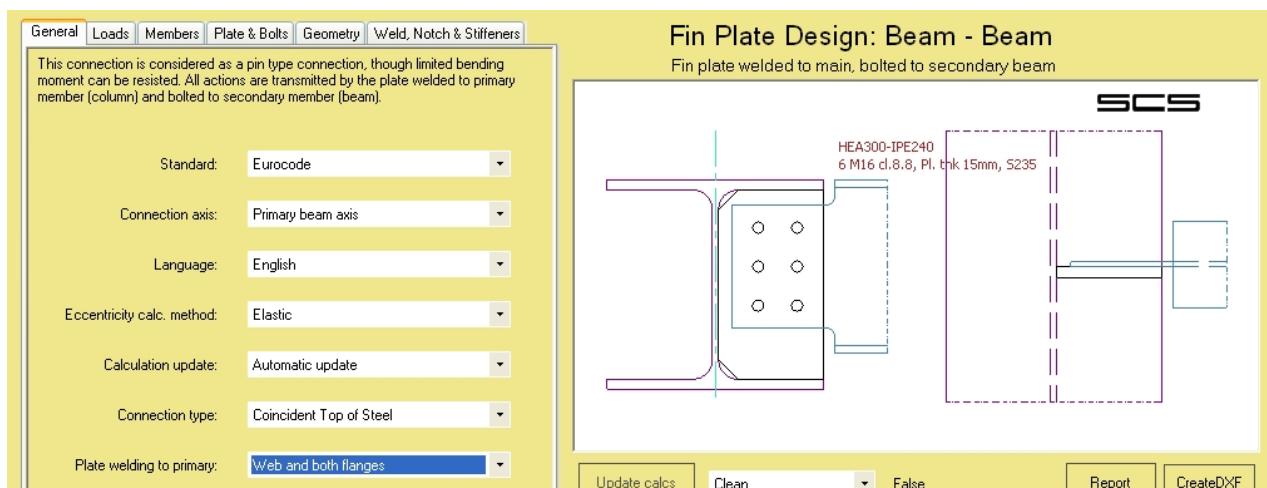 General Loads Members Plate & Bolts Geometry Weld, Notch & Stiffeners
This connection is considered as a pin type connection, though limited bending
moment can be resisted. All actions are transmitted by the plate welded to primary
member (column) and bolted to secondary member (beam).
Standard: Eurocode
Connection axis: Primary beam axis
Language: English
Eccentricity calc. method: Elastic
Calculation update: Automatic update
Connection type: Coincident Top of Steel
Plate welding to primary: Web and both flanges
Fin Plate Design: Beam - Beam
Fin plate welded to main, bolted to secondary beam
SCS
HEA300-IPE240
6 M16 cl.8.8, Pl. thk 15mm, S235
Update calcs Clean False Report CreateDXF